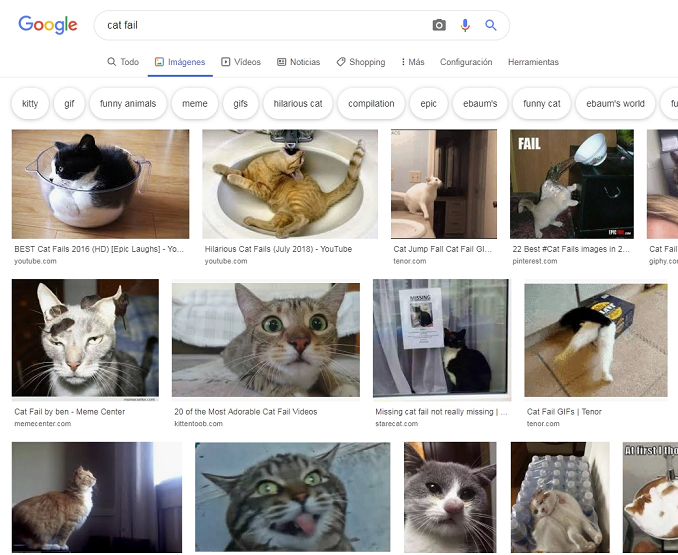 Google
cat fail
Todo
Imágenes
Vídeos
Noticias
Shopping
Más
Configuración
Herramientas
kitty
gif
funny animals
meme
gifs
hilarious cat
compilation
epic
ebaum's
funny cat
ebaum's world
fu
FAIL
BEST Cat Fails 2016 (HD) [Epic Laughs] - Yo...
youtube.com
Hilarious Cat Fails (July 2018) - YouTube
youtube.com
Cat Jump Fall Cat Fail GI...
tenor.com
22 Best #Cat Fails images in 2...
pinterest.com
Cat Fail
giphy.co
MISSING
memecenter.com
Cat Fail by ben - Meme Center
memecenter.com
20 of the Most Adorable Cat Fail Videos
kittentoob.com
Missing cat fail not really missing | ...
starecat.com
Cat Fail GIFs | Tenor
tenor.com
At first I tho